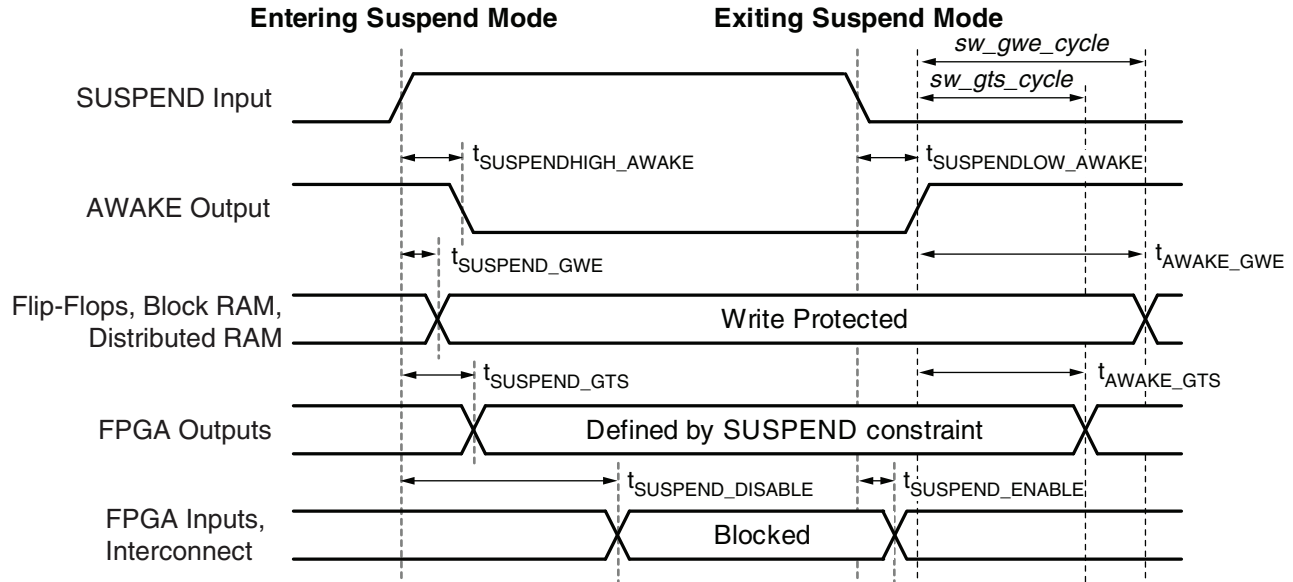 Entering Suspend Mode
Exiting Suspend Mode
sw_gwe_cycle
sw_gts_cycle
SUSPEND Input
tSUSPENDHIGH_AWAKE
tSUSPENDLOW_AWAKE
AWAKE Output
tSUSPEND_GWE
tAWAKE_GWE
Flip-Flops, Block RAM,
Distributed RAM
Write Protected
tSUSPEND_GTS
tAWAKE_GTS
FPGA Outputs
Defined by SUSPEND constraint
tSUSPEND_DISABLE
tSUSPEND_ENABLE
FPGA Inputs,
Interconnect
Blocked